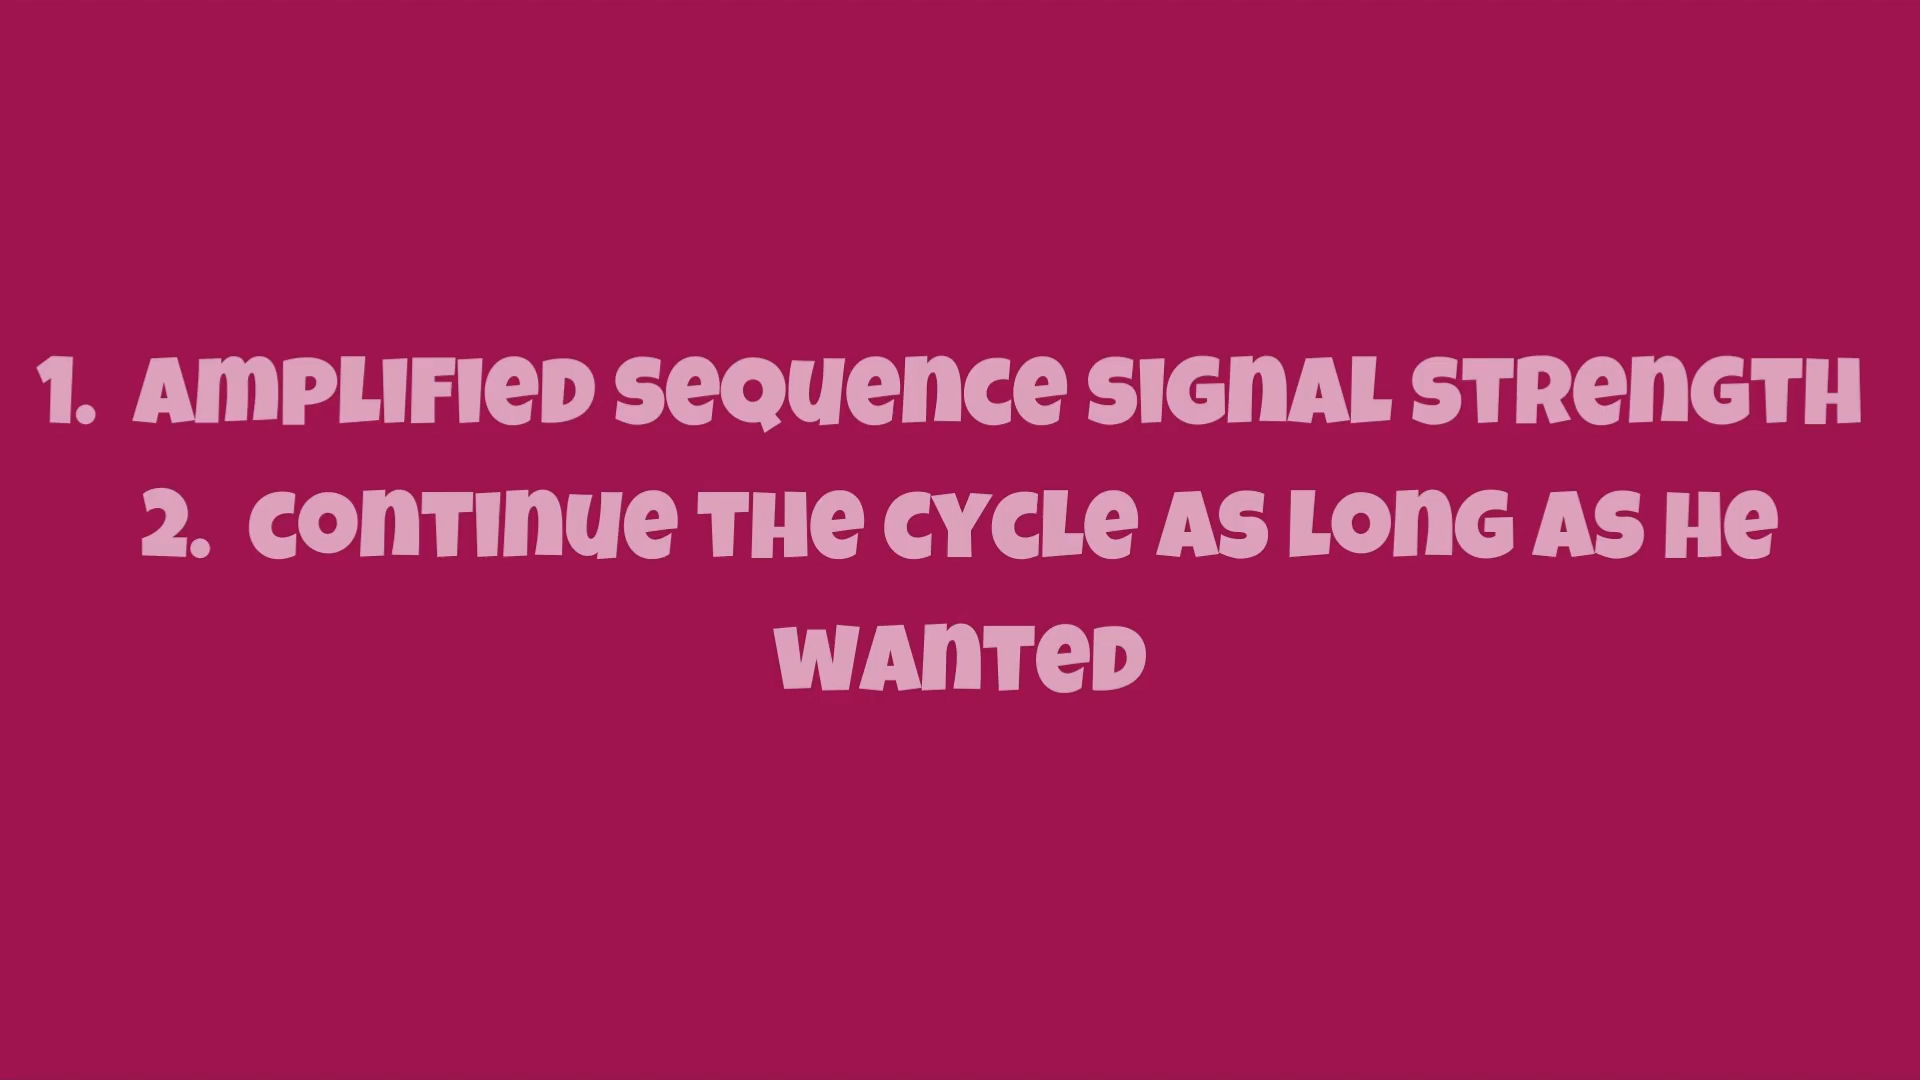 1. Amplified sequence signal strength
2. Continue the cycle as long as he
wanted